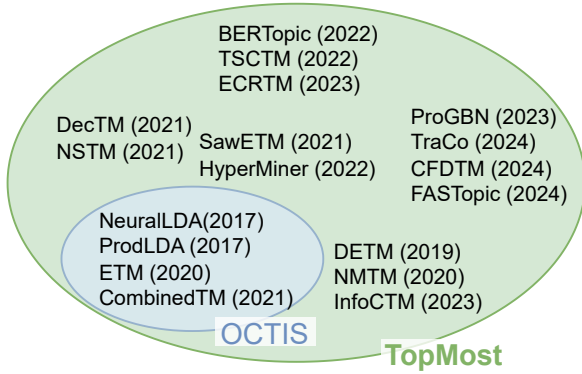 BERTopic (2022)
TSCTM (2022)
ECRTM (2023)
DecTM (2021)
NSTM (2021)
SawETM (2021)
HyperMiner (2022)
ProGBN (2023)
TraCo (2024)
CFDTM (2024)
FASTopic (2024)
NeuralLDA(2017)
ProdLDA (2017)
ETM (2020)
CombinedTM (2021)
DETM (2019)
NMTM (2020)
InfoCTM (2023)
OCTIS
TopMost